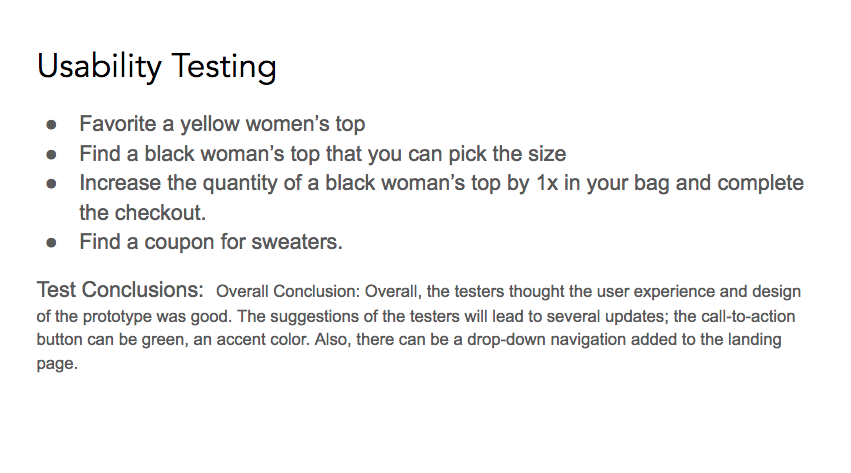 Usability Testing
● Favorite a yellow women’s top
● Find a black woman’s top that you can pick the size
● Increase the quantity of a black woman’s top by 1x in your bag and complete
the checkout.
● Find a coupon for sweaters.
Test Conclusions: Overall Conclusion: Overall, the testers thought the user experience and design
of the prototype was good. The suggestions of the testers will lead to several updates; the call-to-action
button can be green, an accent color. Also, there can be a drop-down navigation added to the landing
page.